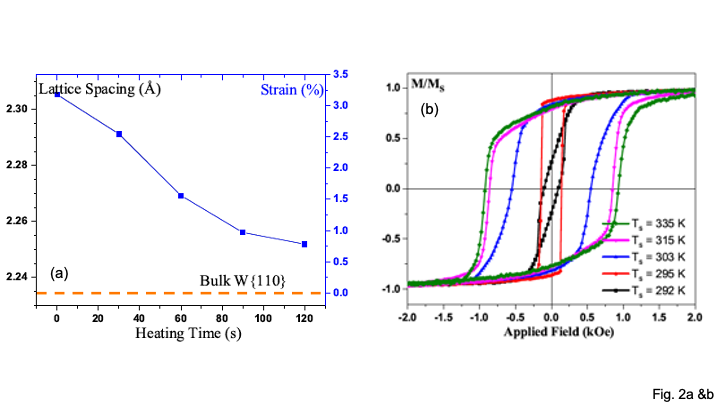 Lattice Spacing (Å)
Strain (%)
2.30
2.28
2.26
2.24
3.5
3.0
2.5
2.0
1.5
1.0
0.5
0.0
(a)
Bulk W{110}
0 20 40 60 80 100 120
Heating Time (s)
M/MS
(b)
1.0
0.5
0.0
-0.5
-1.0
Ts = 335 K
Ts = 315 K
Ts = 303 K
Ts = 295 K
Ts = 292 K
-2.0 -1.5 -1.0 -0.5 0.0 0.5 1.0 1.5 2.0
Applied Field (kOe)
Fig. 2a &b